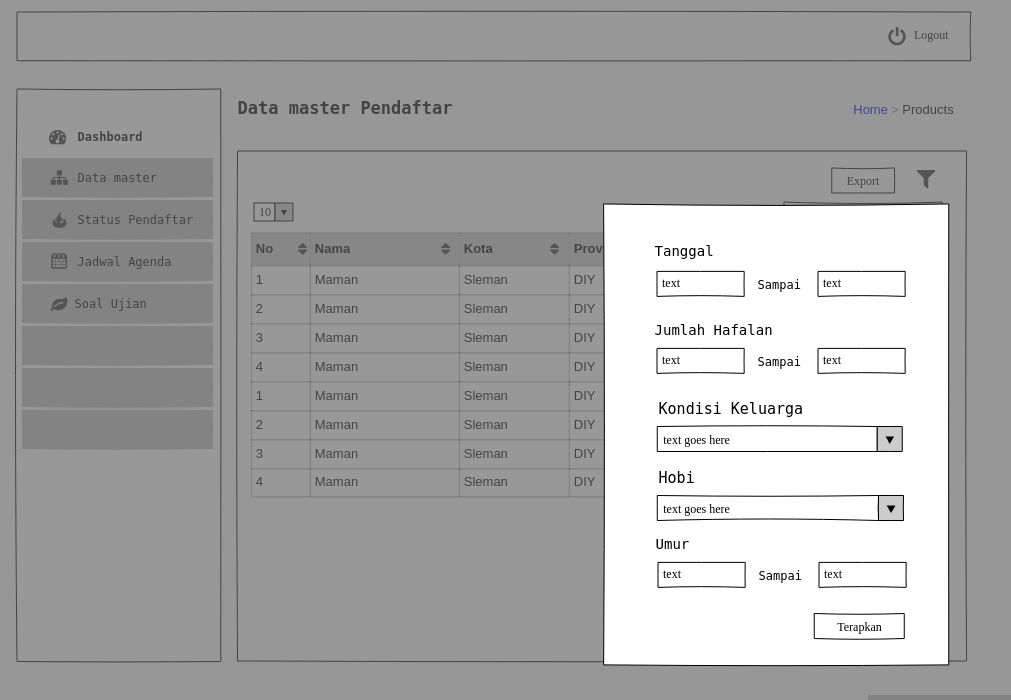 Logout
Data master Pendaftar
Home > Products
Dashboard
Data master
Status Pendaftar
Jadwal Agenda
Soal Ujian
Export
10
No Nama Kota Prov
1 Maman Sleman DIY
2 Maman Sleman DIY
3 Maman Sleman DIY
4 Maman Sleman DIY
1 Maman Sleman DIY
2 Maman Sleman DIY
3 Maman Sleman DIY
4 Maman Sleman DIY
Tanggal
text Sampai text
Jumlah Hafalan
text Sampai text
Kondisi Keluarga
text goes here
Hobi
text goes here
Umur
text Sampai text
Terapkan